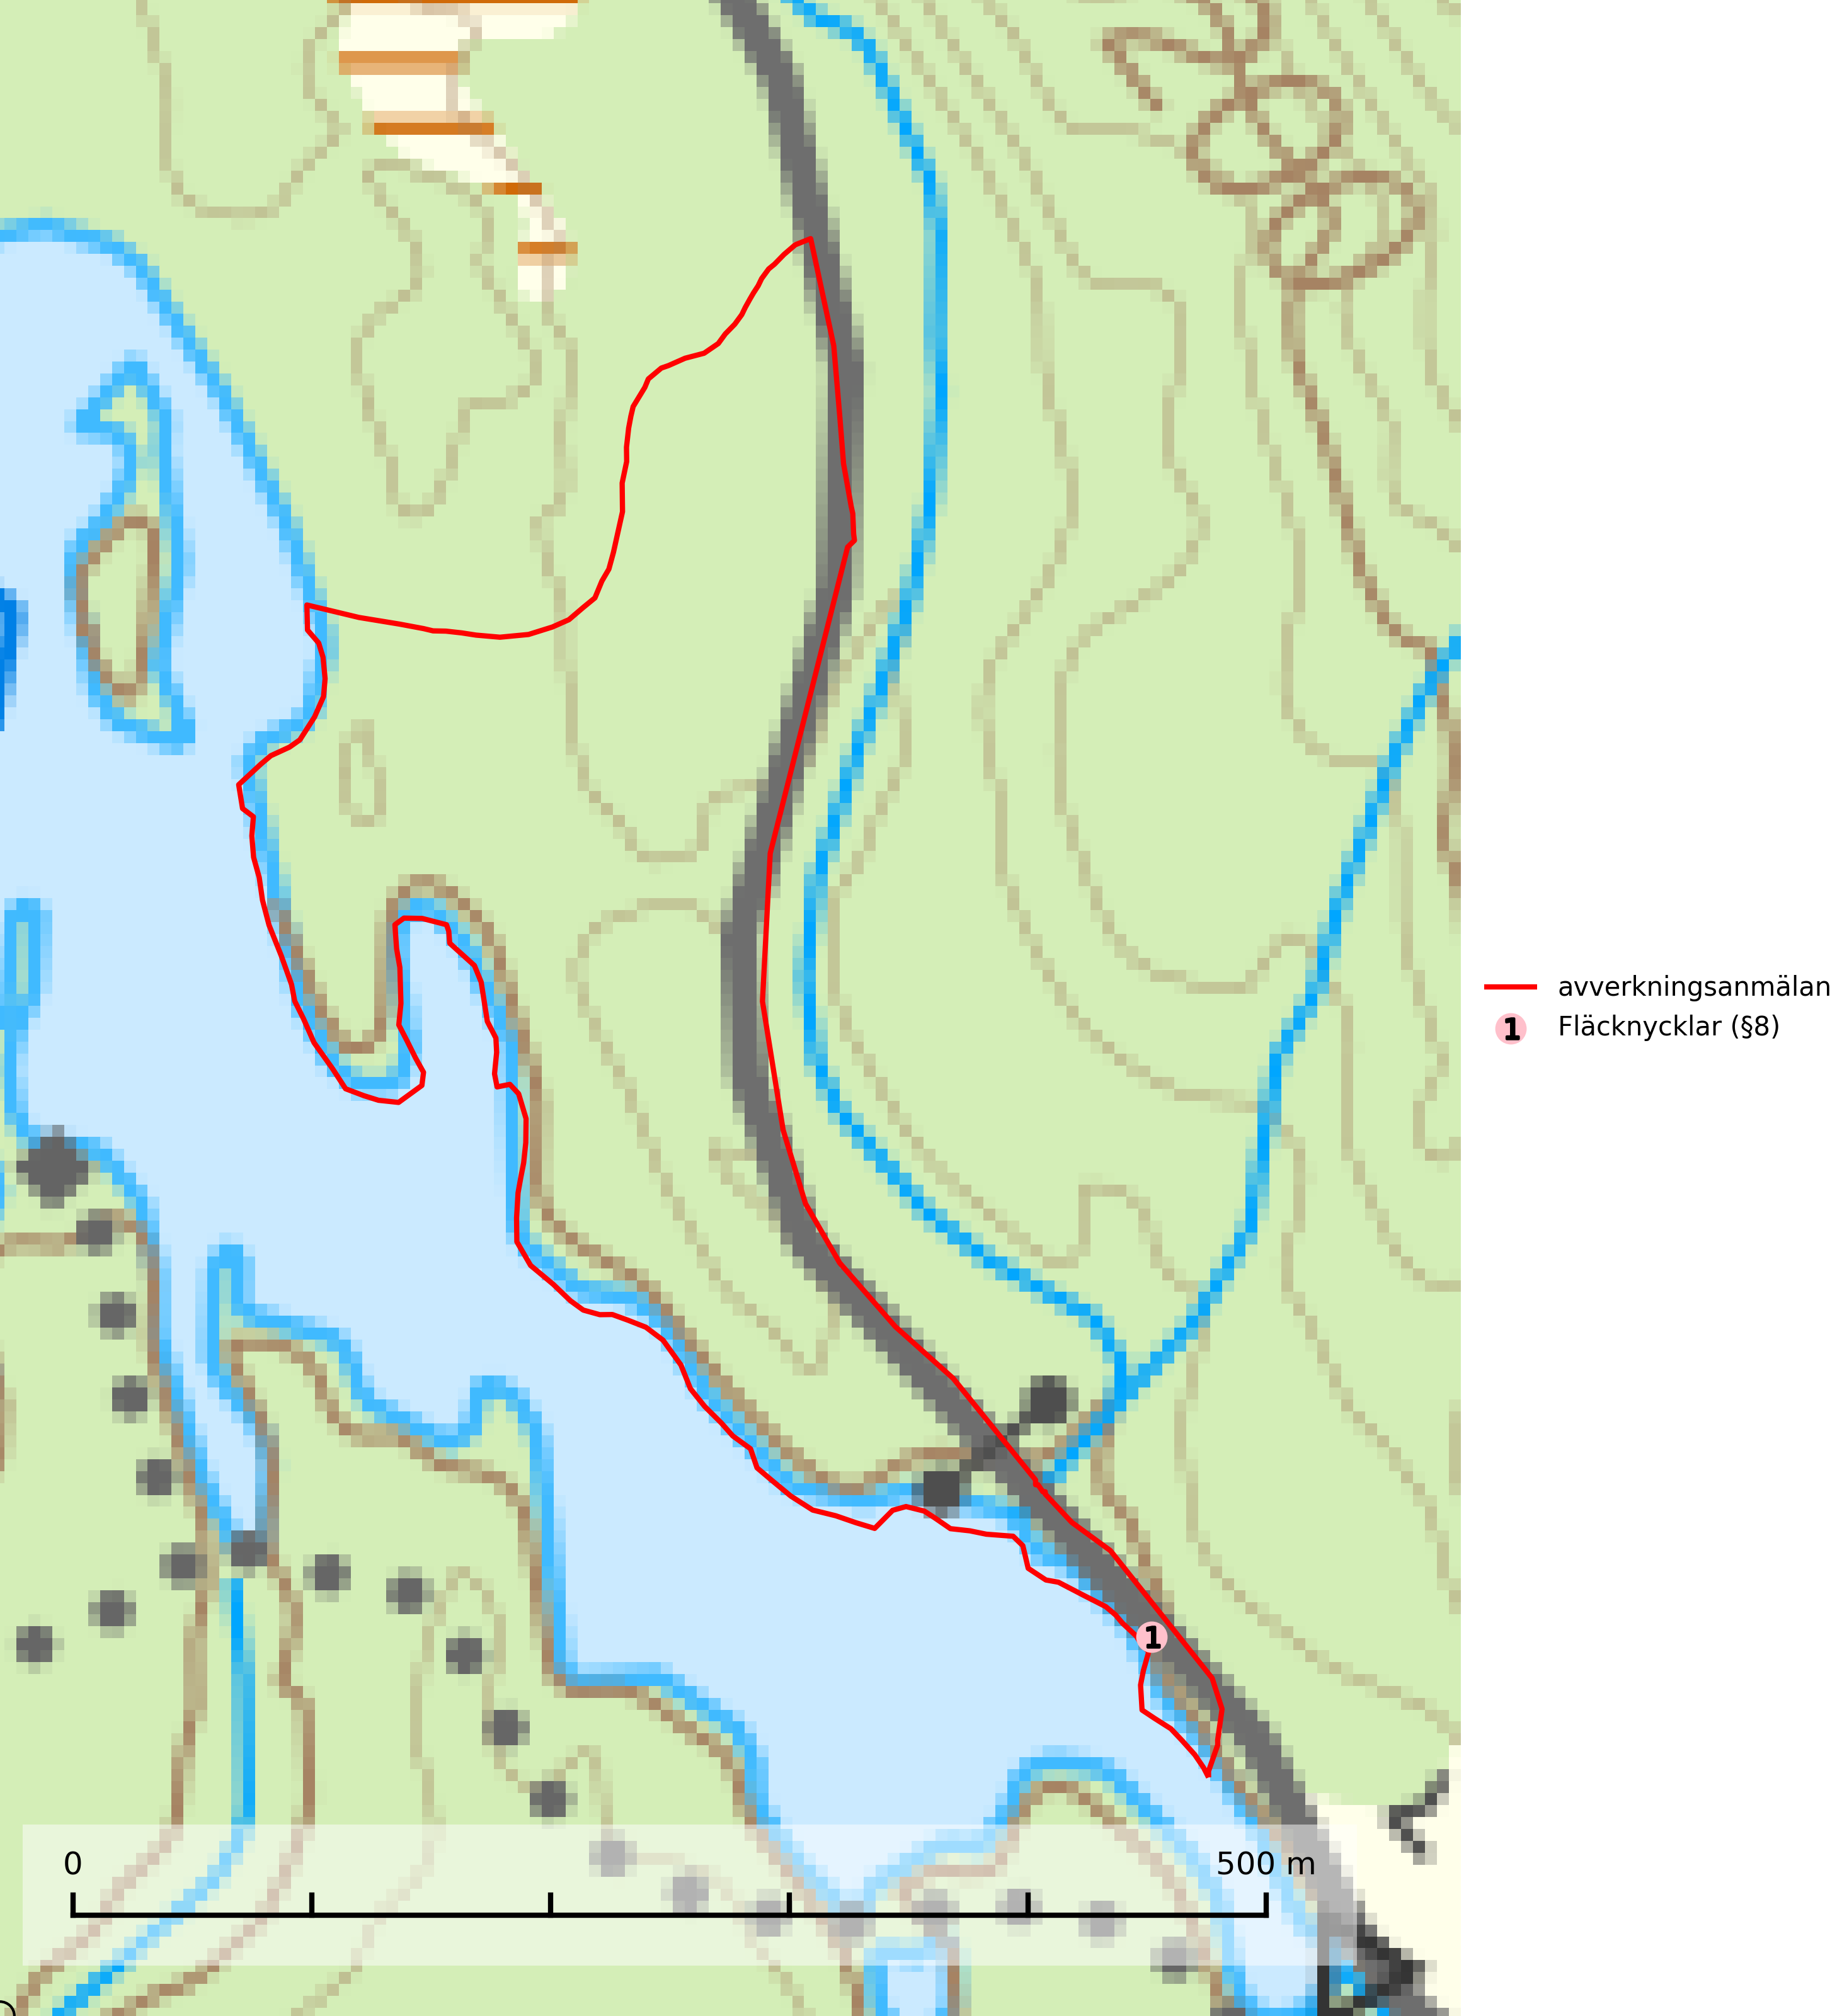 avverkningsanmälan
1 Fläcknycklar (§8)
1
0 500 m